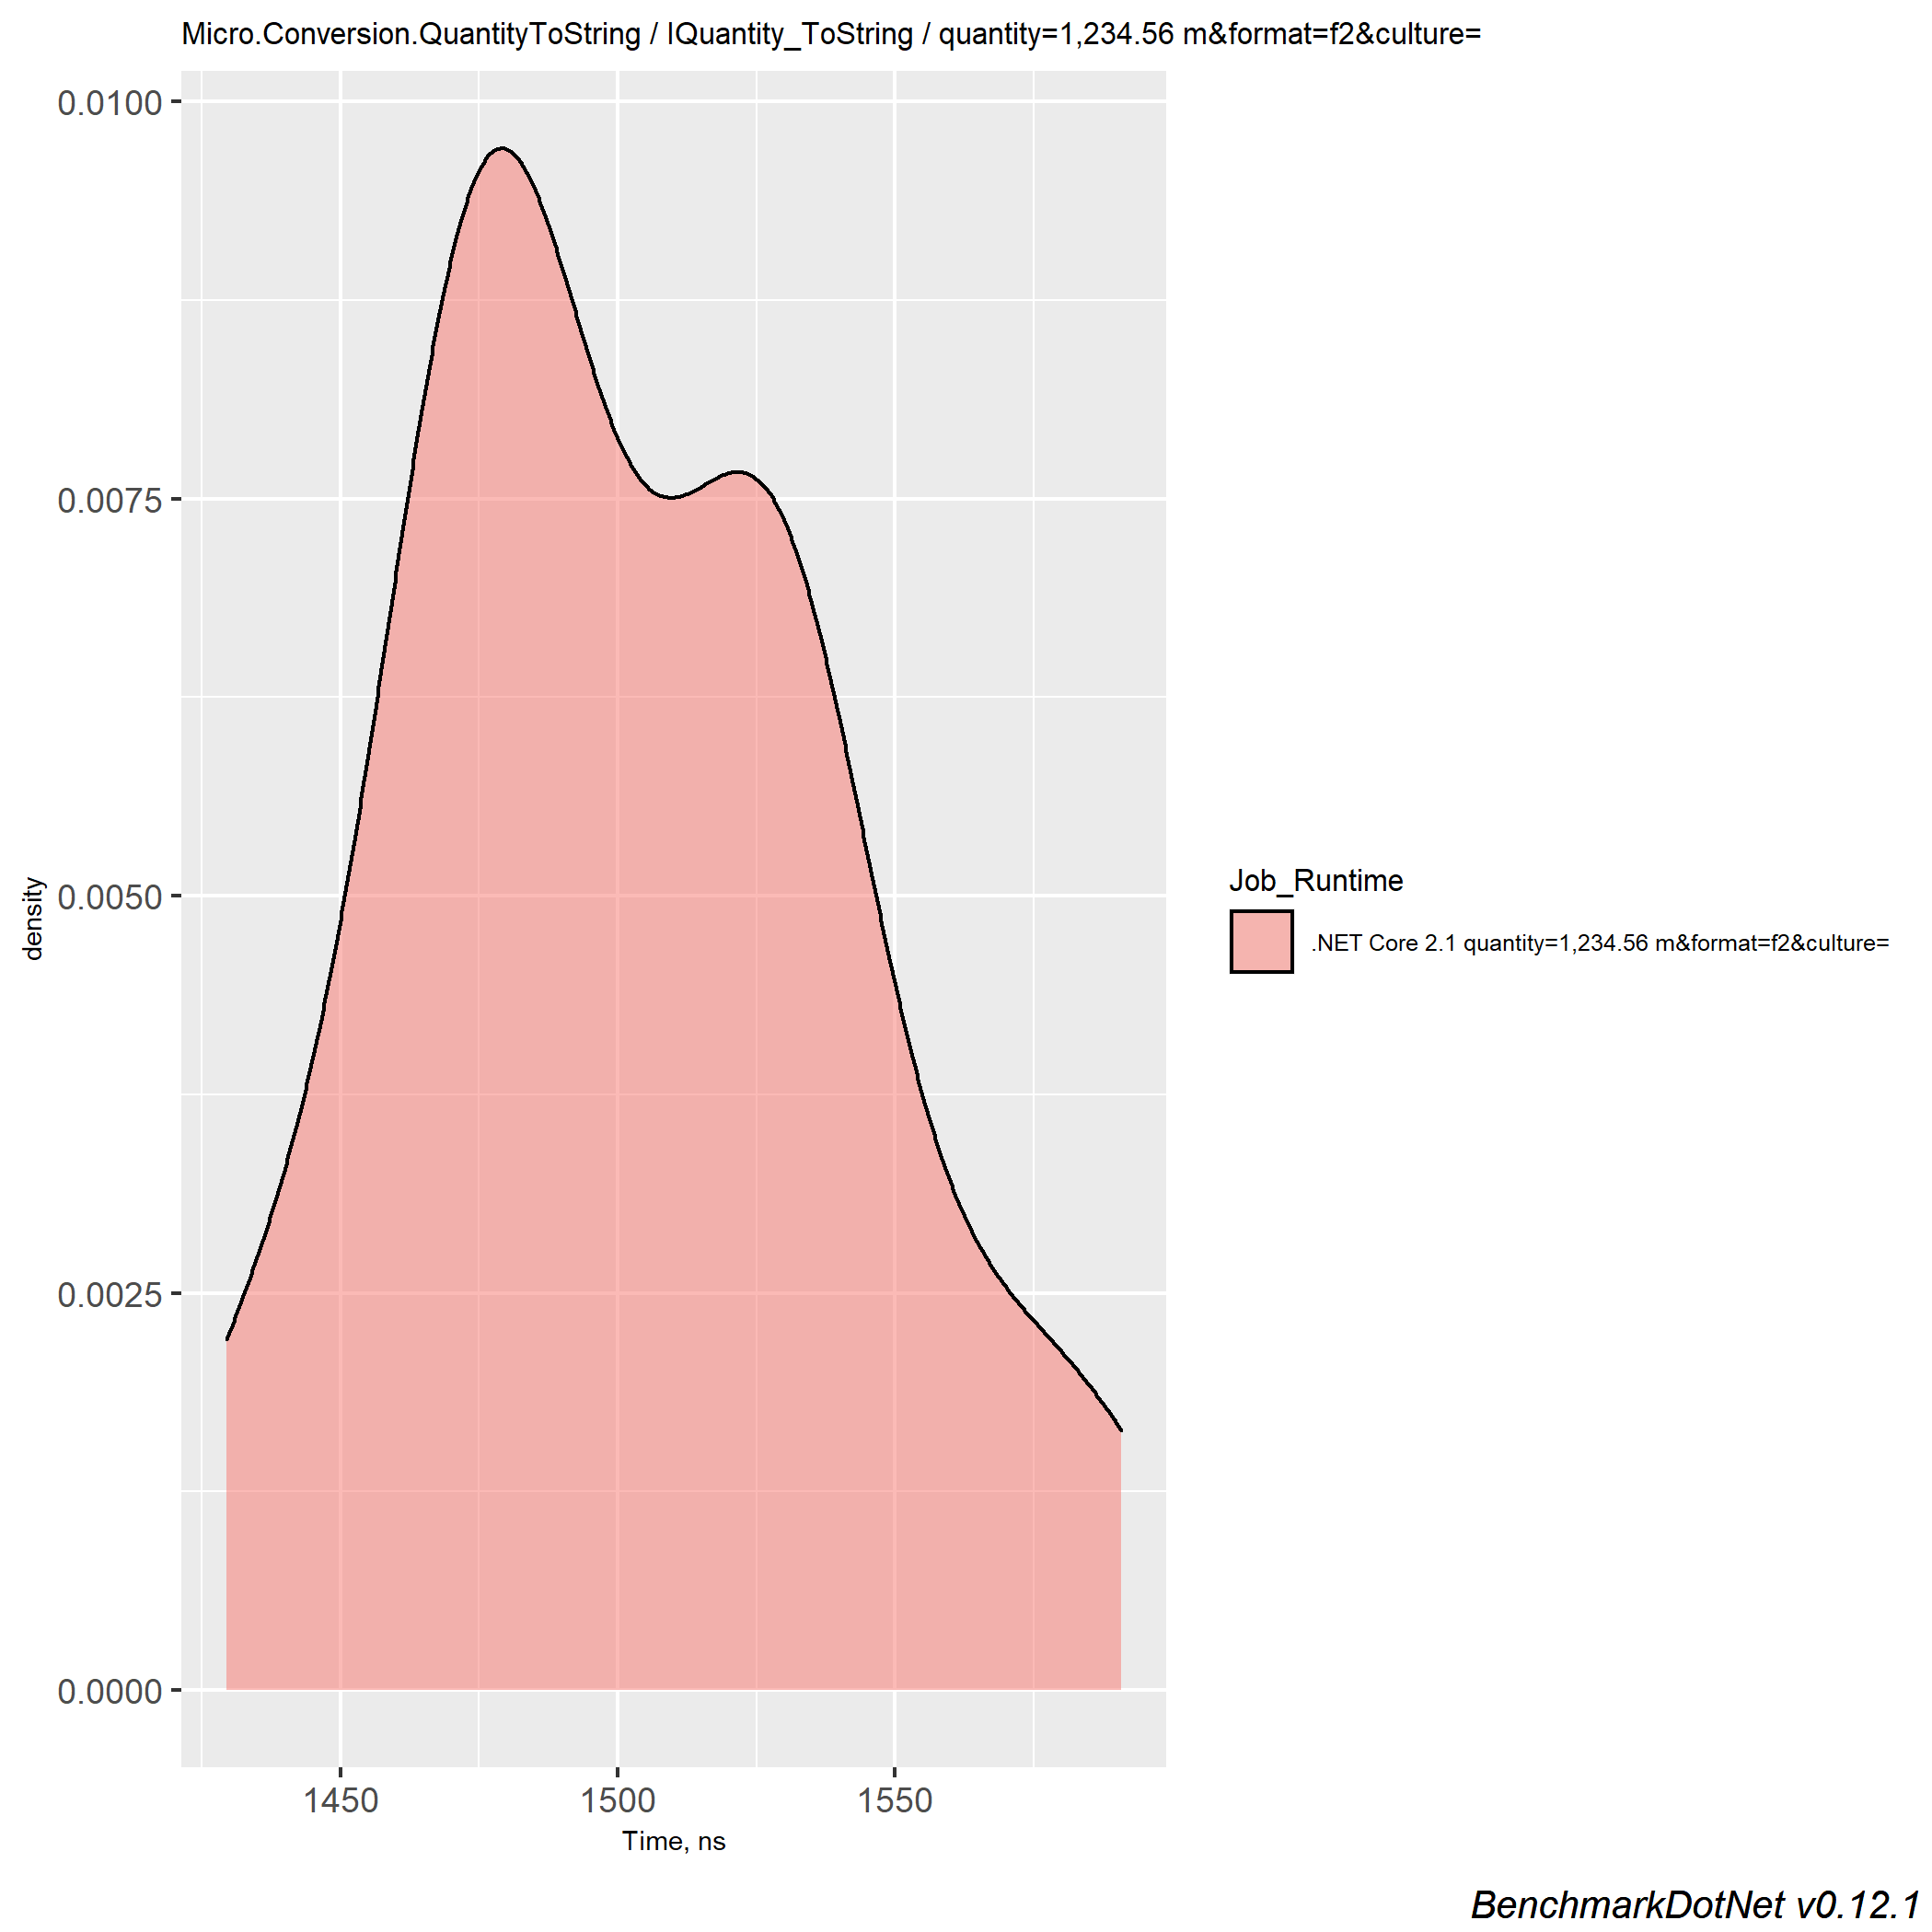 Micro.Conversion.QuantityToString / IQuantity_ToString / quantity=1,234.56 m&format=f2&culture=
0.0100
0.0075
0.0050
0.0025
0.0000
density
1450 1500 1550
Time, ns
Job_Runtime
.NET Core 2.1 quantity=1,234.56 m&format=f2&culture=
BenchmarkDotNet v0.12.1